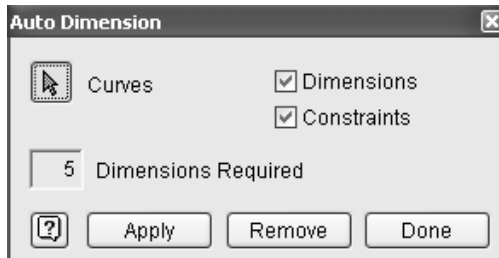 Auto Dimension
Curves
Dimensions
Constraints
5 Dimensions Required
? Apply Remove Done